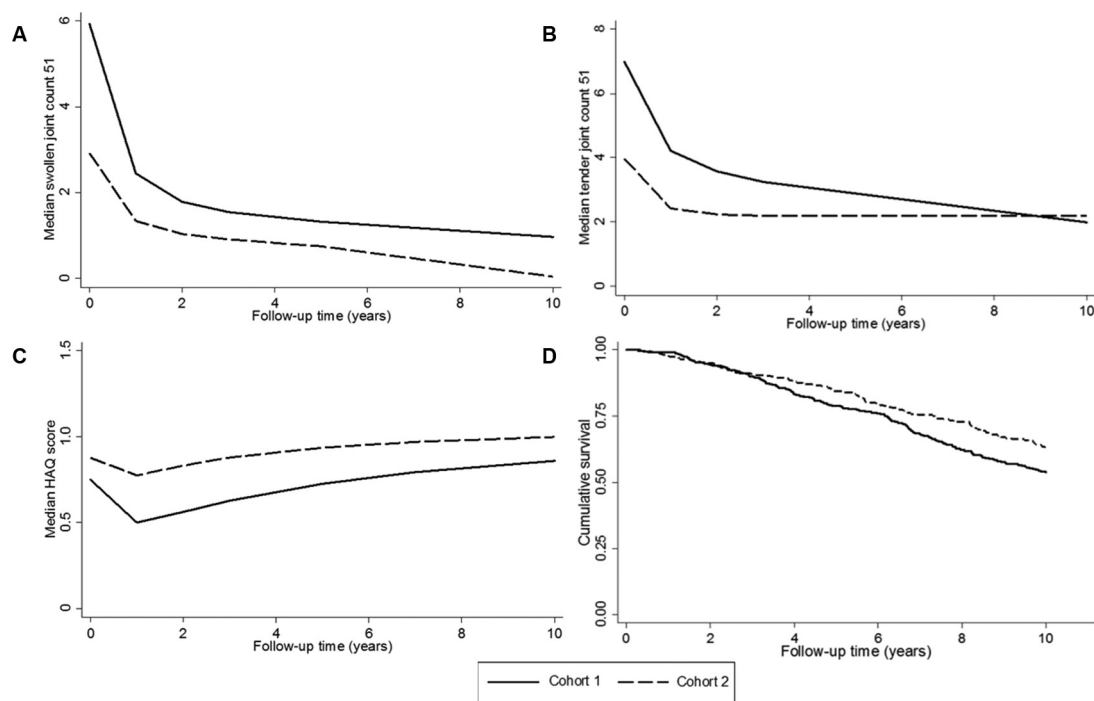 A
Median swollen joint count 51
6
4
2
0
0 2 4 6 8 10
Follow-up time (years)
B
Median tender joint count 51
8
6
4
2
0
0 2 4 6 8 10
Follow-up time (years)
C
Median HAQ score
1.5
1.0
0.5
0
0 2 4 6 8 10
Follow-up time (years)
D
Cumulative survival
1.00
0.75
0.50
0.25
0.00
0 2 4 6 8 10
Follow-up time (years)
Cohort 1 Cohort 2